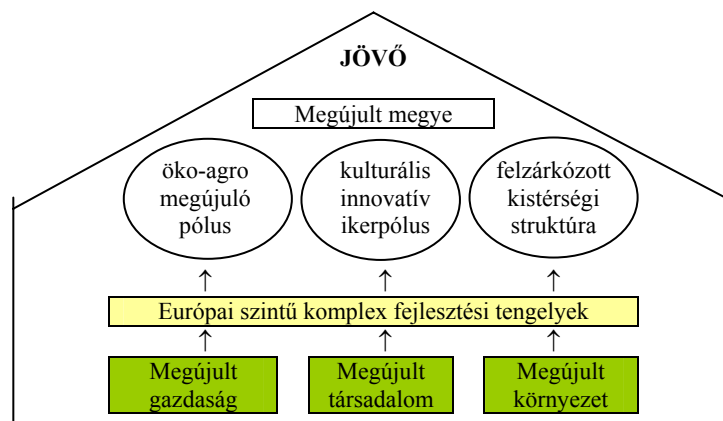 JÖVŐ
Megújult megye
öko-agro
megújuló
pólus
kulturális
innovatív
ikerpólus
felzárkózott
kistérségi
struktúra
Európai szintű komplex fejlesztési tengelyek
Megújult
gazdaság
Megújult
társadalom
Megújult
környezet